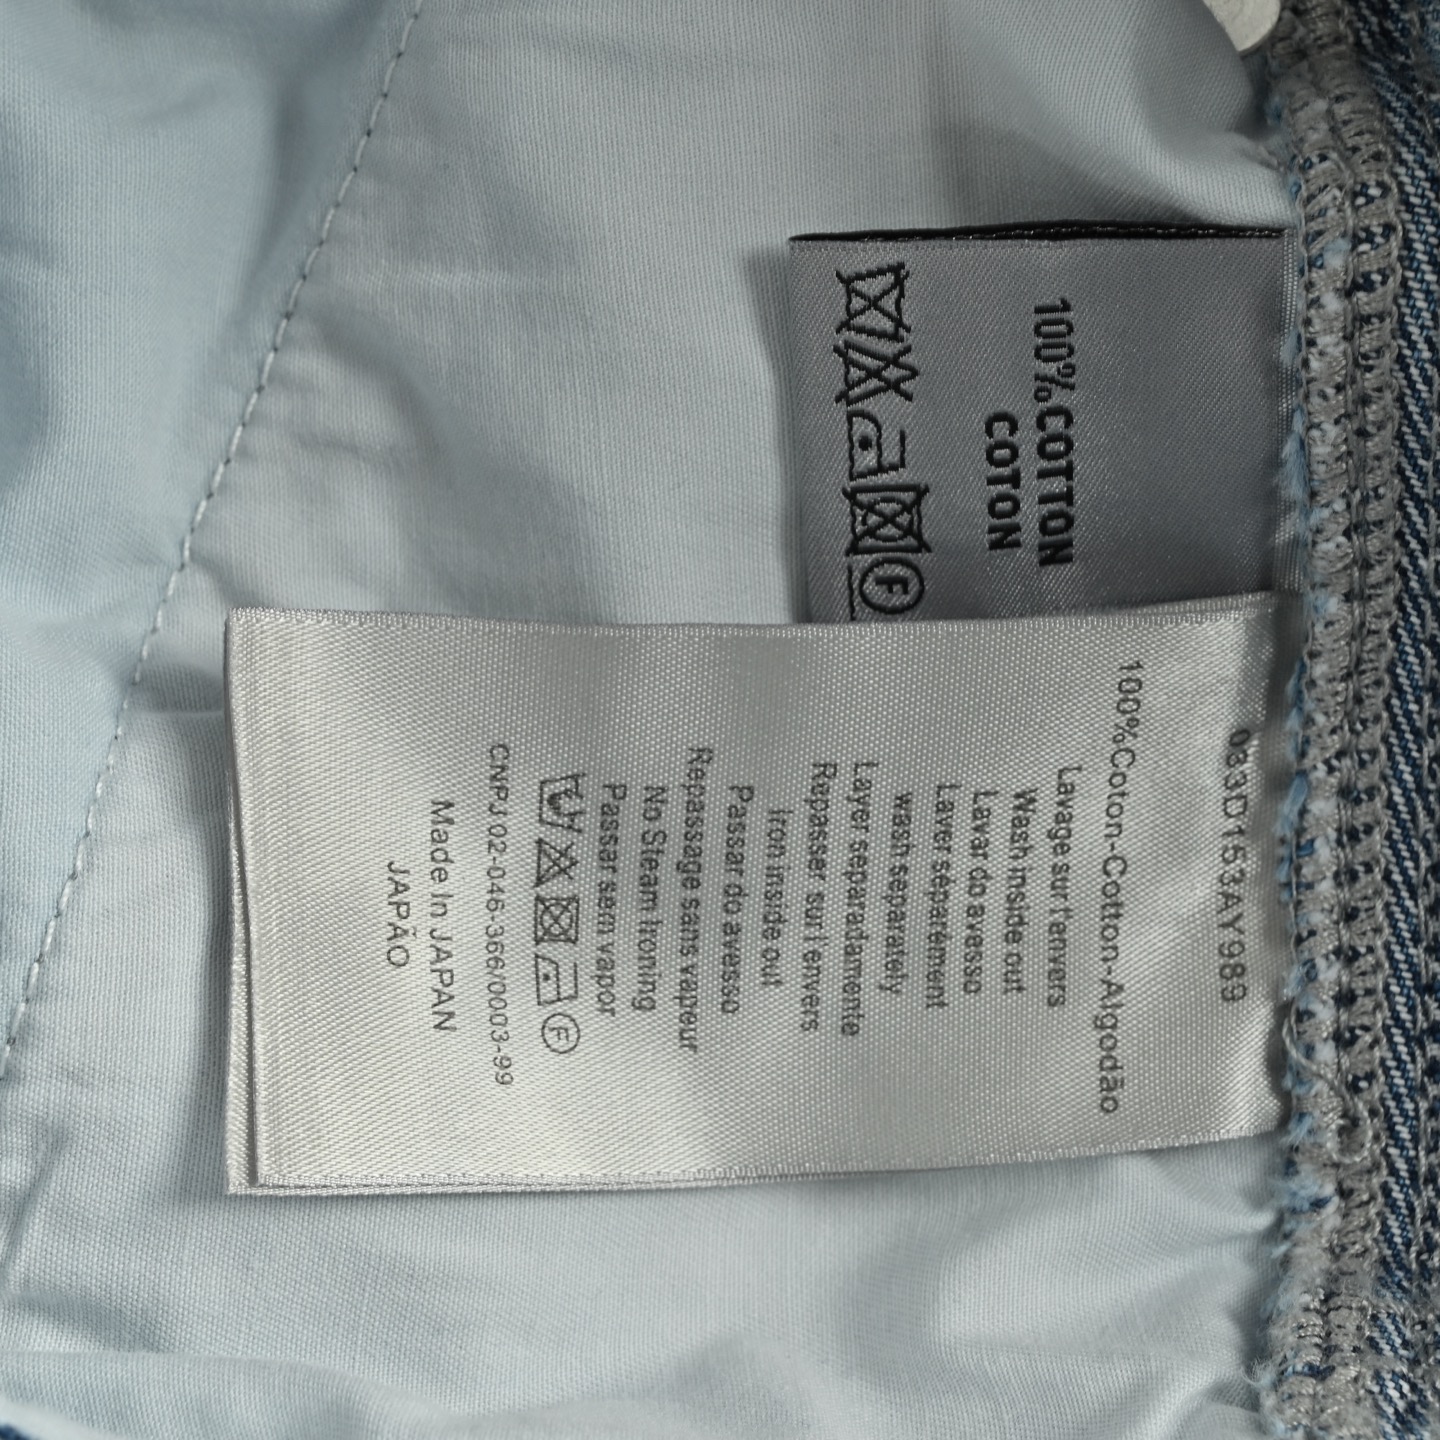 100%COTTON
COTON
F
033D153AY989
100%Coton-Cotton-Algodão
Lavage sur l'envers
Wash inside out
Lavar do avesso
Laver séparément
wash separately
Laver separadamente
Repasser sur l'envers
Iron inside out
Passar do avesso
Repassage sans vapeur
No Steam Ironing
Passar sem vapor
F
CNPJ 02-046-366/0003-99
Made In JAPAN
JAPÃO